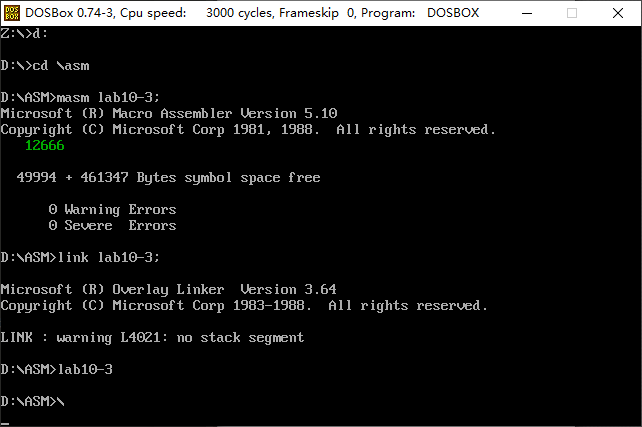 DOS BOX DOSBox 0.74-3, Cpu speed: 3000 cycles, Frameskip 0, Program: DOSBOX
Z:\>d:
D:\>cd \asm
D:\ASM>masm lab10-3;
Microsoft (R) Macro Assembler Version 5.10
Copyright (C) Microsoft Corp 1981, 1988.  All rights reserved.
12666
49994 + 461347 Bytes symbol space free
0 Warning Errors
0 Severe  Errors
D:\ASM>link lab10-3;
Microsoft (R) Overlay Linker  Version 3.64
Copyright (C) Microsoft Corp 1983-1988.  All rights reserved.
LINK : warning L4021: no stack segment
D:\ASM>lab10-3
D:\ASM>\
_